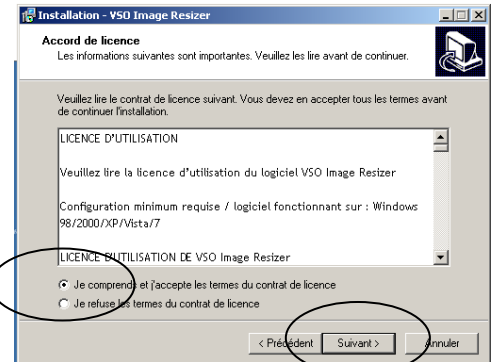 Installation - VSO Image Resizer
Accord de licence
Les informations suivantes sont importantes. Veuillez les lire avant de continuer.
Veuillez lire le contrat de licence suivant. Vous devez en accepter tous les termes avant
de continuer l'installation.
LICENCE D'UTILISATION
Veuillez lire la licence d'utilisation du logiciel VSO Image Resizer
Configuration minimum requise / logiciel fonctionnant sur : Windows
98/2000/XP/Vista/7
LICENCE D'UTILISATION DE VSO Image Resizer
Je comprends et j'accepte les termes du contrat de licence
Je refuse les termes du contrat de licence
< Précédent Suivant > Annuler